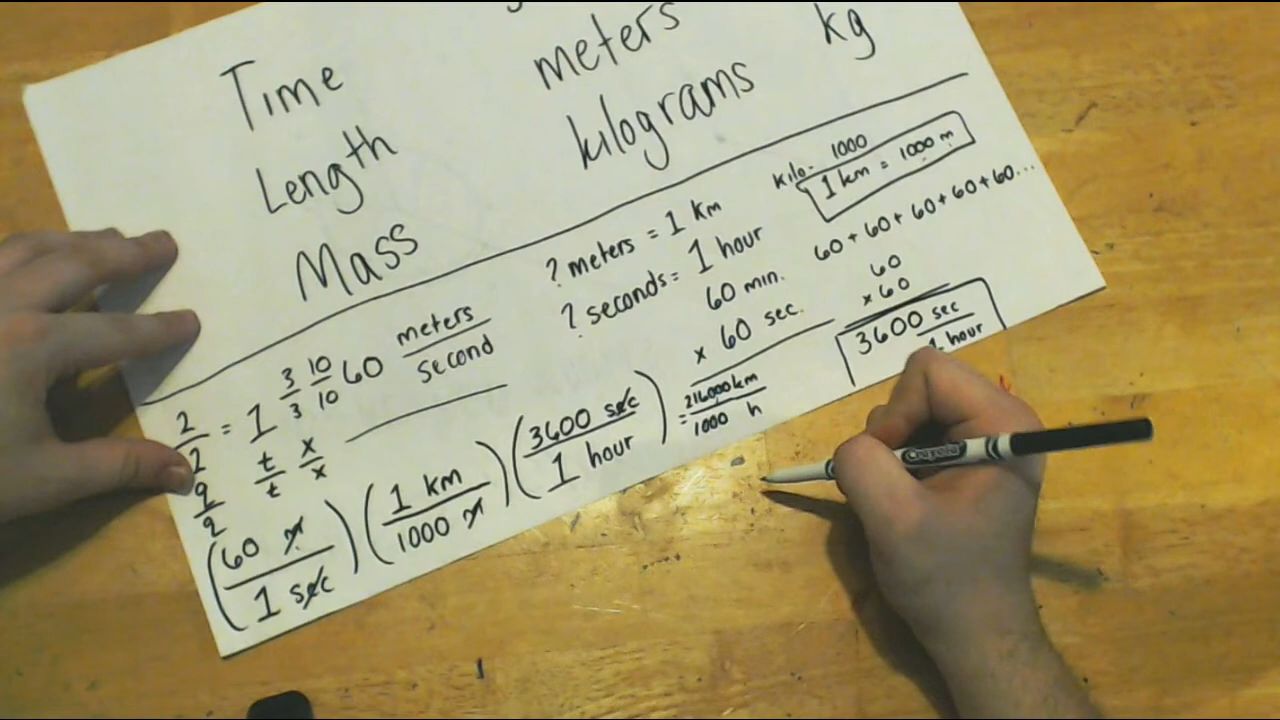 Time
meters
kg
Length
kilograms
Mass
kilo- 1000
1 km = 1000 m
? meters = 1 km
? seconds = 1 hour
60 min.
x 60 sec.
60 + 60 + 60 + 60 + 60...
60
x 60
3600 sec
1 hour
2/2 = 1 3/3 10/10 60 meters/second
t/t x/x
9/9
(60 m/1 sec)(1 km/1000 m)(3600 sec/1 hour) = 216000 km/1000 h
Crayola